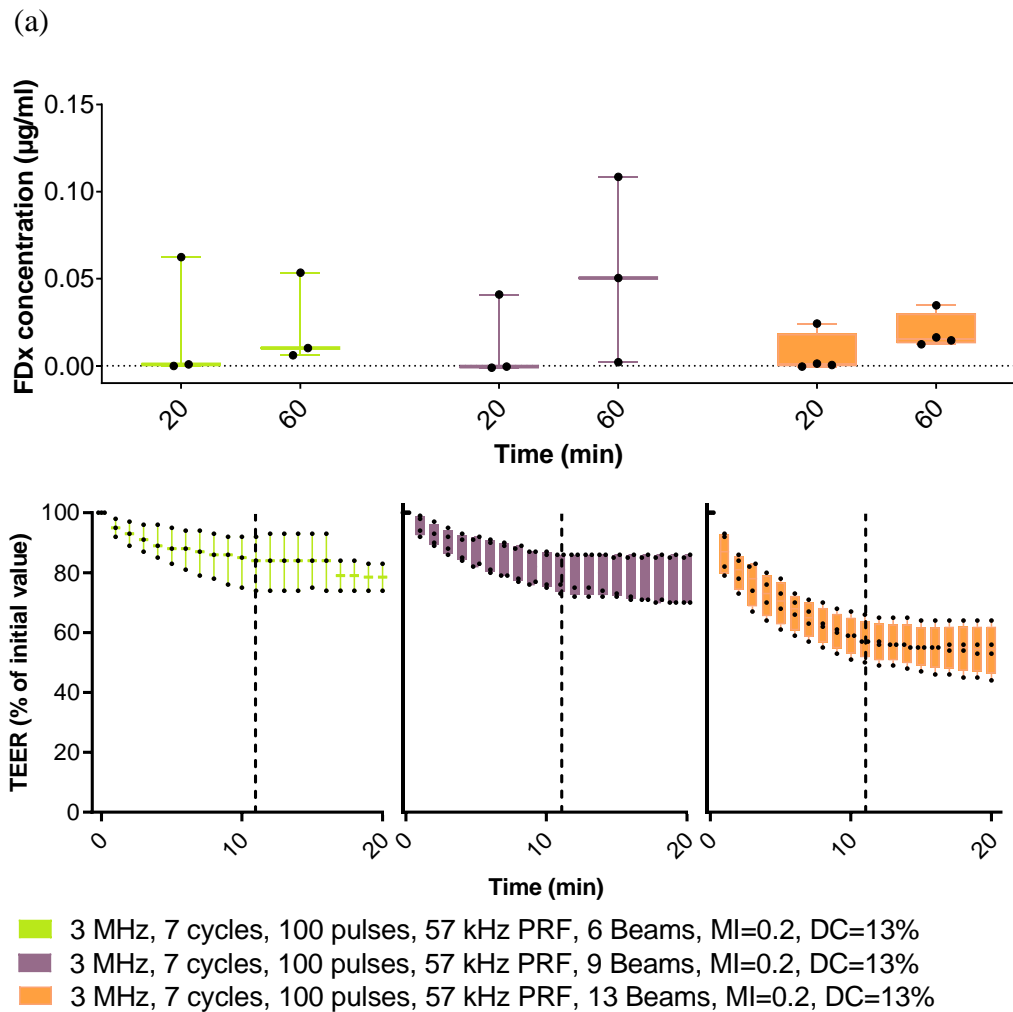 (a)
FDx concentration (µg/ml)
0.15
0.10
0.05
0.00
20 60 20 60 20 60
Time (min)
TEER (% of initial value)
100
80
60
40
20
0
0 10 20 0 10 20 0 10 20
Time (min)
3 MHz, 7 cycles, 100 pulses, 57 kHz PRF, 6 Beams, MI=0.2, DC=13%
3 MHz, 7 cycles, 100 pulses, 57 kHz PRF, 9 Beams, MI=0.2, DC=13%
3 MHz, 7 cycles, 100 pulses, 57 kHz PRF, 13 Beams, MI=0.2, DC=13%